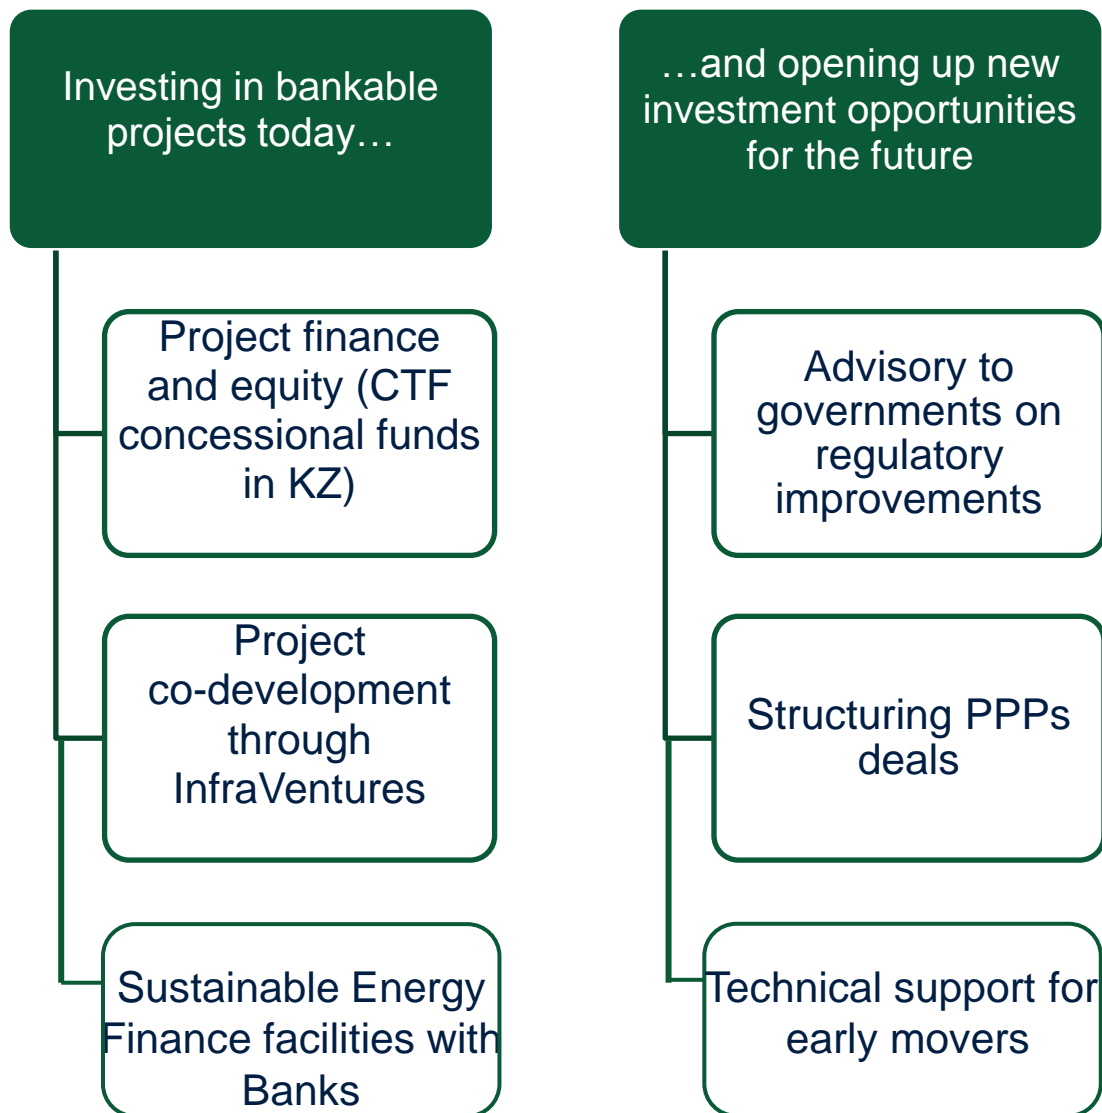 Investing in bankable
projects today…
Project finance
and equity (CTF
concessional funds
in KZ)
Project
co-development
through
InfraVentures
Sustainable Energy
Finance facilities with
Banks
…and opening up new
investment opportunities
for the future
Advisory to
governments on
regulatory
improvements
Structuring PPPs
deals
Technical support for
early movers